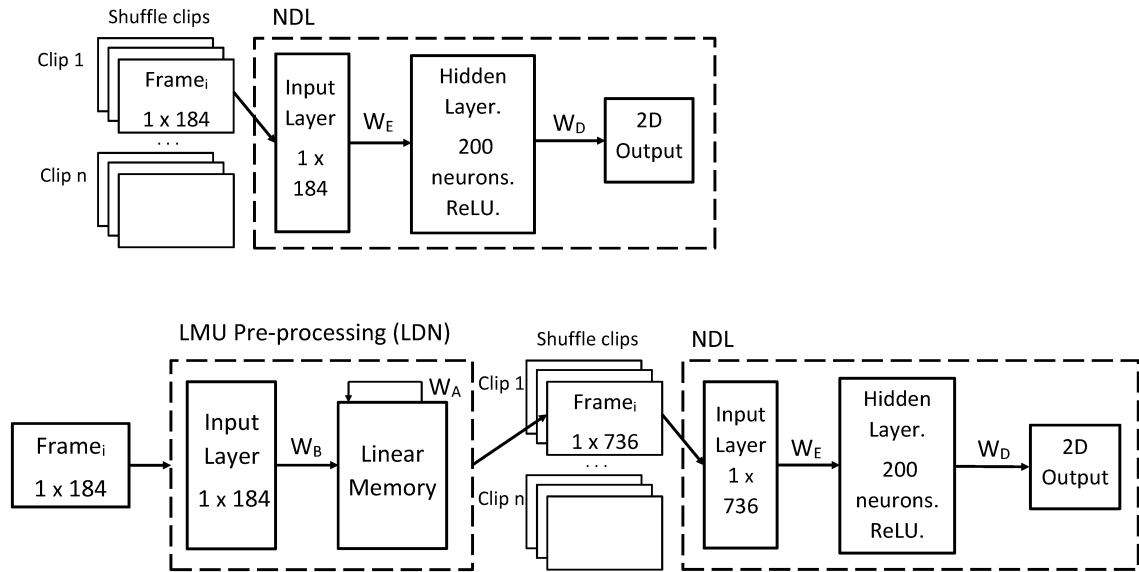 Shuffle clips
NDL
Clip 1
Frameᵢ
1 x 184
. . .
Clip n
Input
Layer
1 x
184
W_E
Hidden
Layer.
200
neurons.
ReLU.
W_D
2D
Output
LMU Pre-processing (LDN)
Shuffle clips
NDL
Frameᵢ
1 x 184
Input
Layer
1 x 184
W_B
W_A
Linear
Memory
Clip 1
Frameᵢ
1 x 736
. . .
Clip n
Input
Layer
1 x
736
W_E
Hidden
Layer.
200
neurons.
ReLU.
W_D
2D
Output